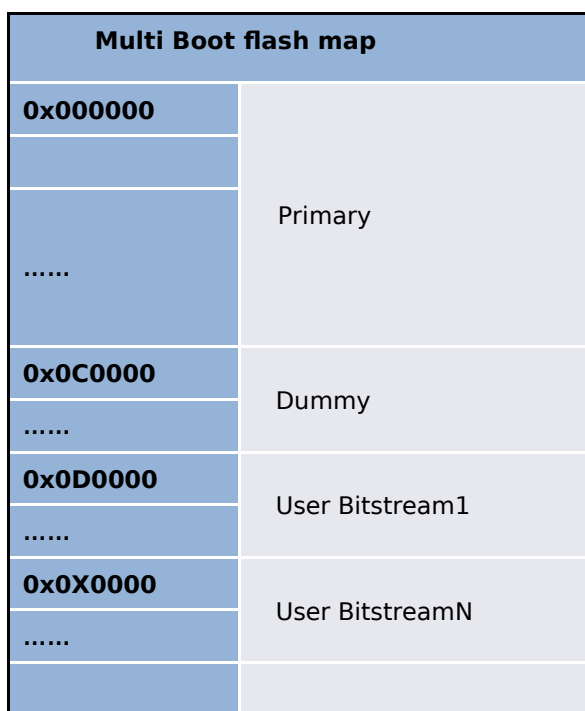 Multi Boot flash map
0x000000
Primary
……
0x0C0000
Dummy
……
0x0D0000
User Bitstream1
……
0x0X0000
User BitstreamN
……